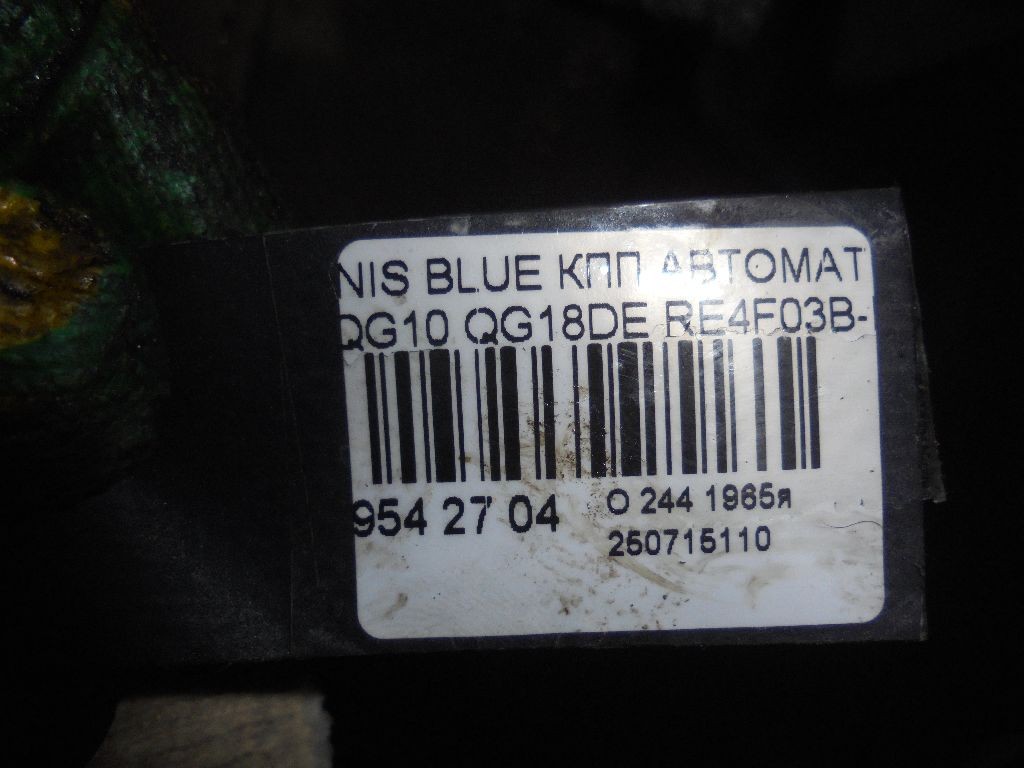 NIS BLUE КПП АВТОМАТ
QG10 QG18DE RE4F03B-
954 27 04
О 244 1965я
250715110